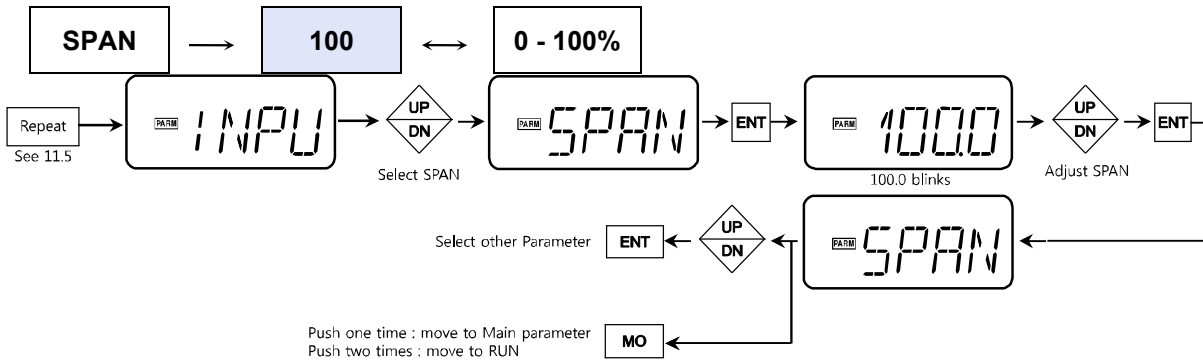 SPAN
100
0 - 100%
Repeat
See 11.5
PARM INPU
UP
DN
Select SPAN
PARM SPAN
ENT
PARM 100.0
100.0 blinks
UP
DN
Adjust SPAN
ENT
PARM SPAN
UP
DN
ENT
Select other Parameter
Push one time : move to Main parameter
Push two times : move to RUN
MO